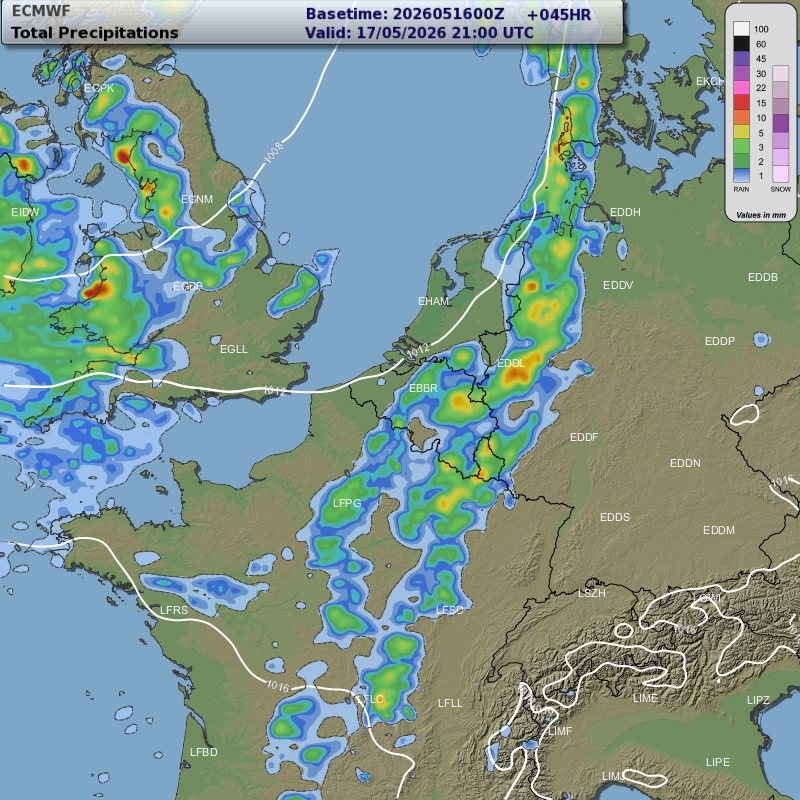 ECMWF
Basetime: 2026051600Z +045HR
Total Precipitations
Valid: 17/05/2026 21:00 UTC
100
60
45
30
22
15
10
5
3
2
1
RAIN SNOW
Values in mm
ECPK
EKCH
1008
EGNM
EIDW
EDDH
EDDB
EGBB
EDDV
EHAM
EDDP
EGLL
1012
EDDL
1012
EBBR
EDDF
EDDN
1016
LFPG
EDDS
EDDM
LSZH
LOWI
LFRS
LFSD
1016
1016
LFLC
LFLL
LIME
LIPZ
LIMF
LFBD
LIPE